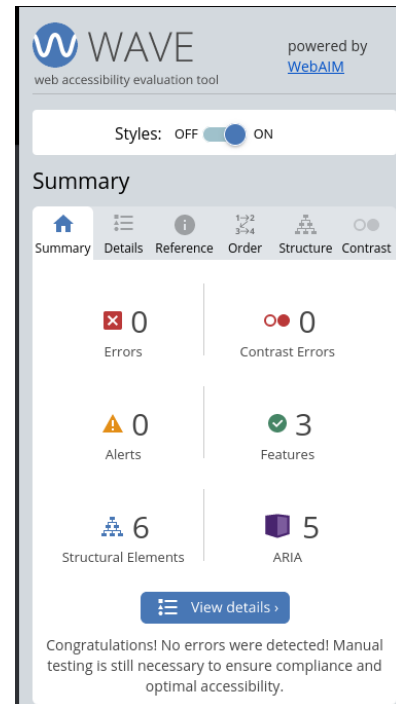 WAVE
web accessibility evaluation tool
powered by
WebAIM
Styles: OFF ON
Summary
Summary Details Reference Order Structure Contrast
0 0
Errors Contrast Errors
0 3
Alerts Features
6 5
Structural Elements ARIA
View details ›
Congratulations! No errors were detected! Manual
testing is still necessary to ensure compliance and
optimal accessibility.